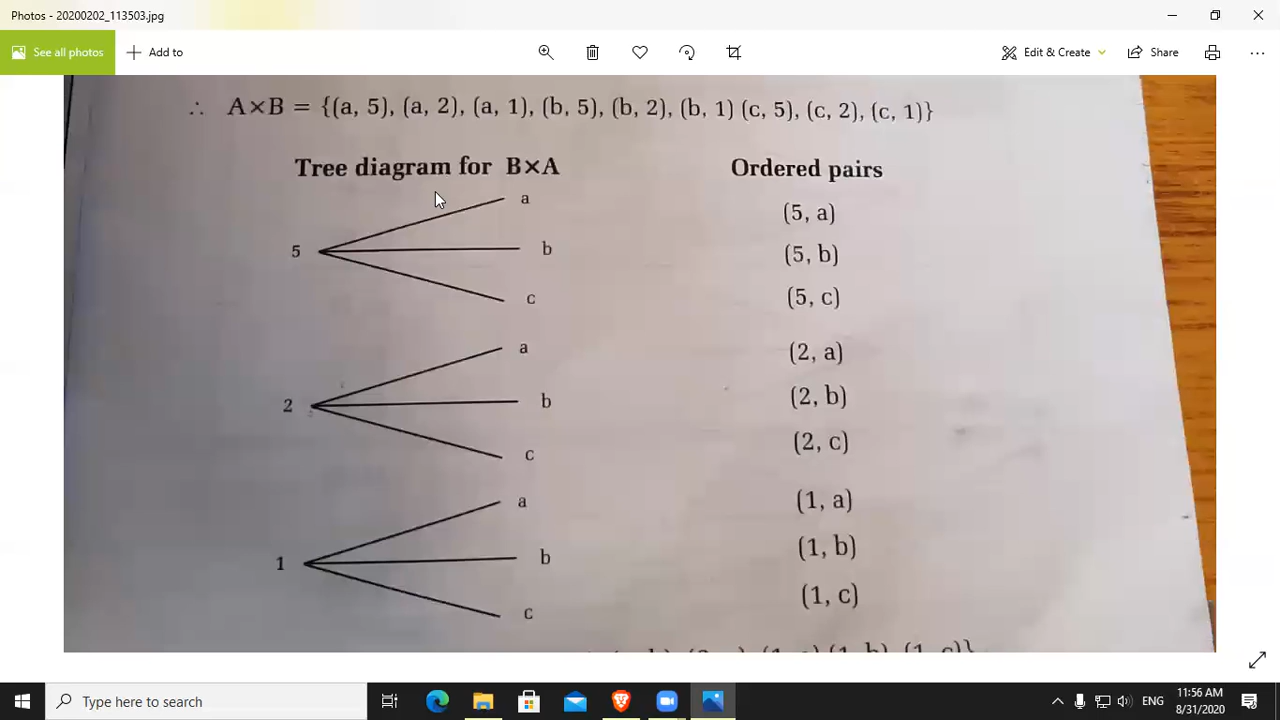 Photos - 20200202_113503.jpg
See all photos
Add to
Edit & Create
Share
∴ A×B = {(a, 5), (a, 2), (a, 1), (b, 5), (b, 2), (b, 1) (c, 5), (c, 2), (c, 1)}
Tree diagram for B×A
Ordered pairs
a
(5, a)
5
b
(5, b)
c
(5, c)
a
(2, a)
2
b
(2, b)
c
(2, c)
a
(1, a)
1
b
(1, b)
c
(1, c)
Type here to search
ENG
11:56 AM
8/31/2020